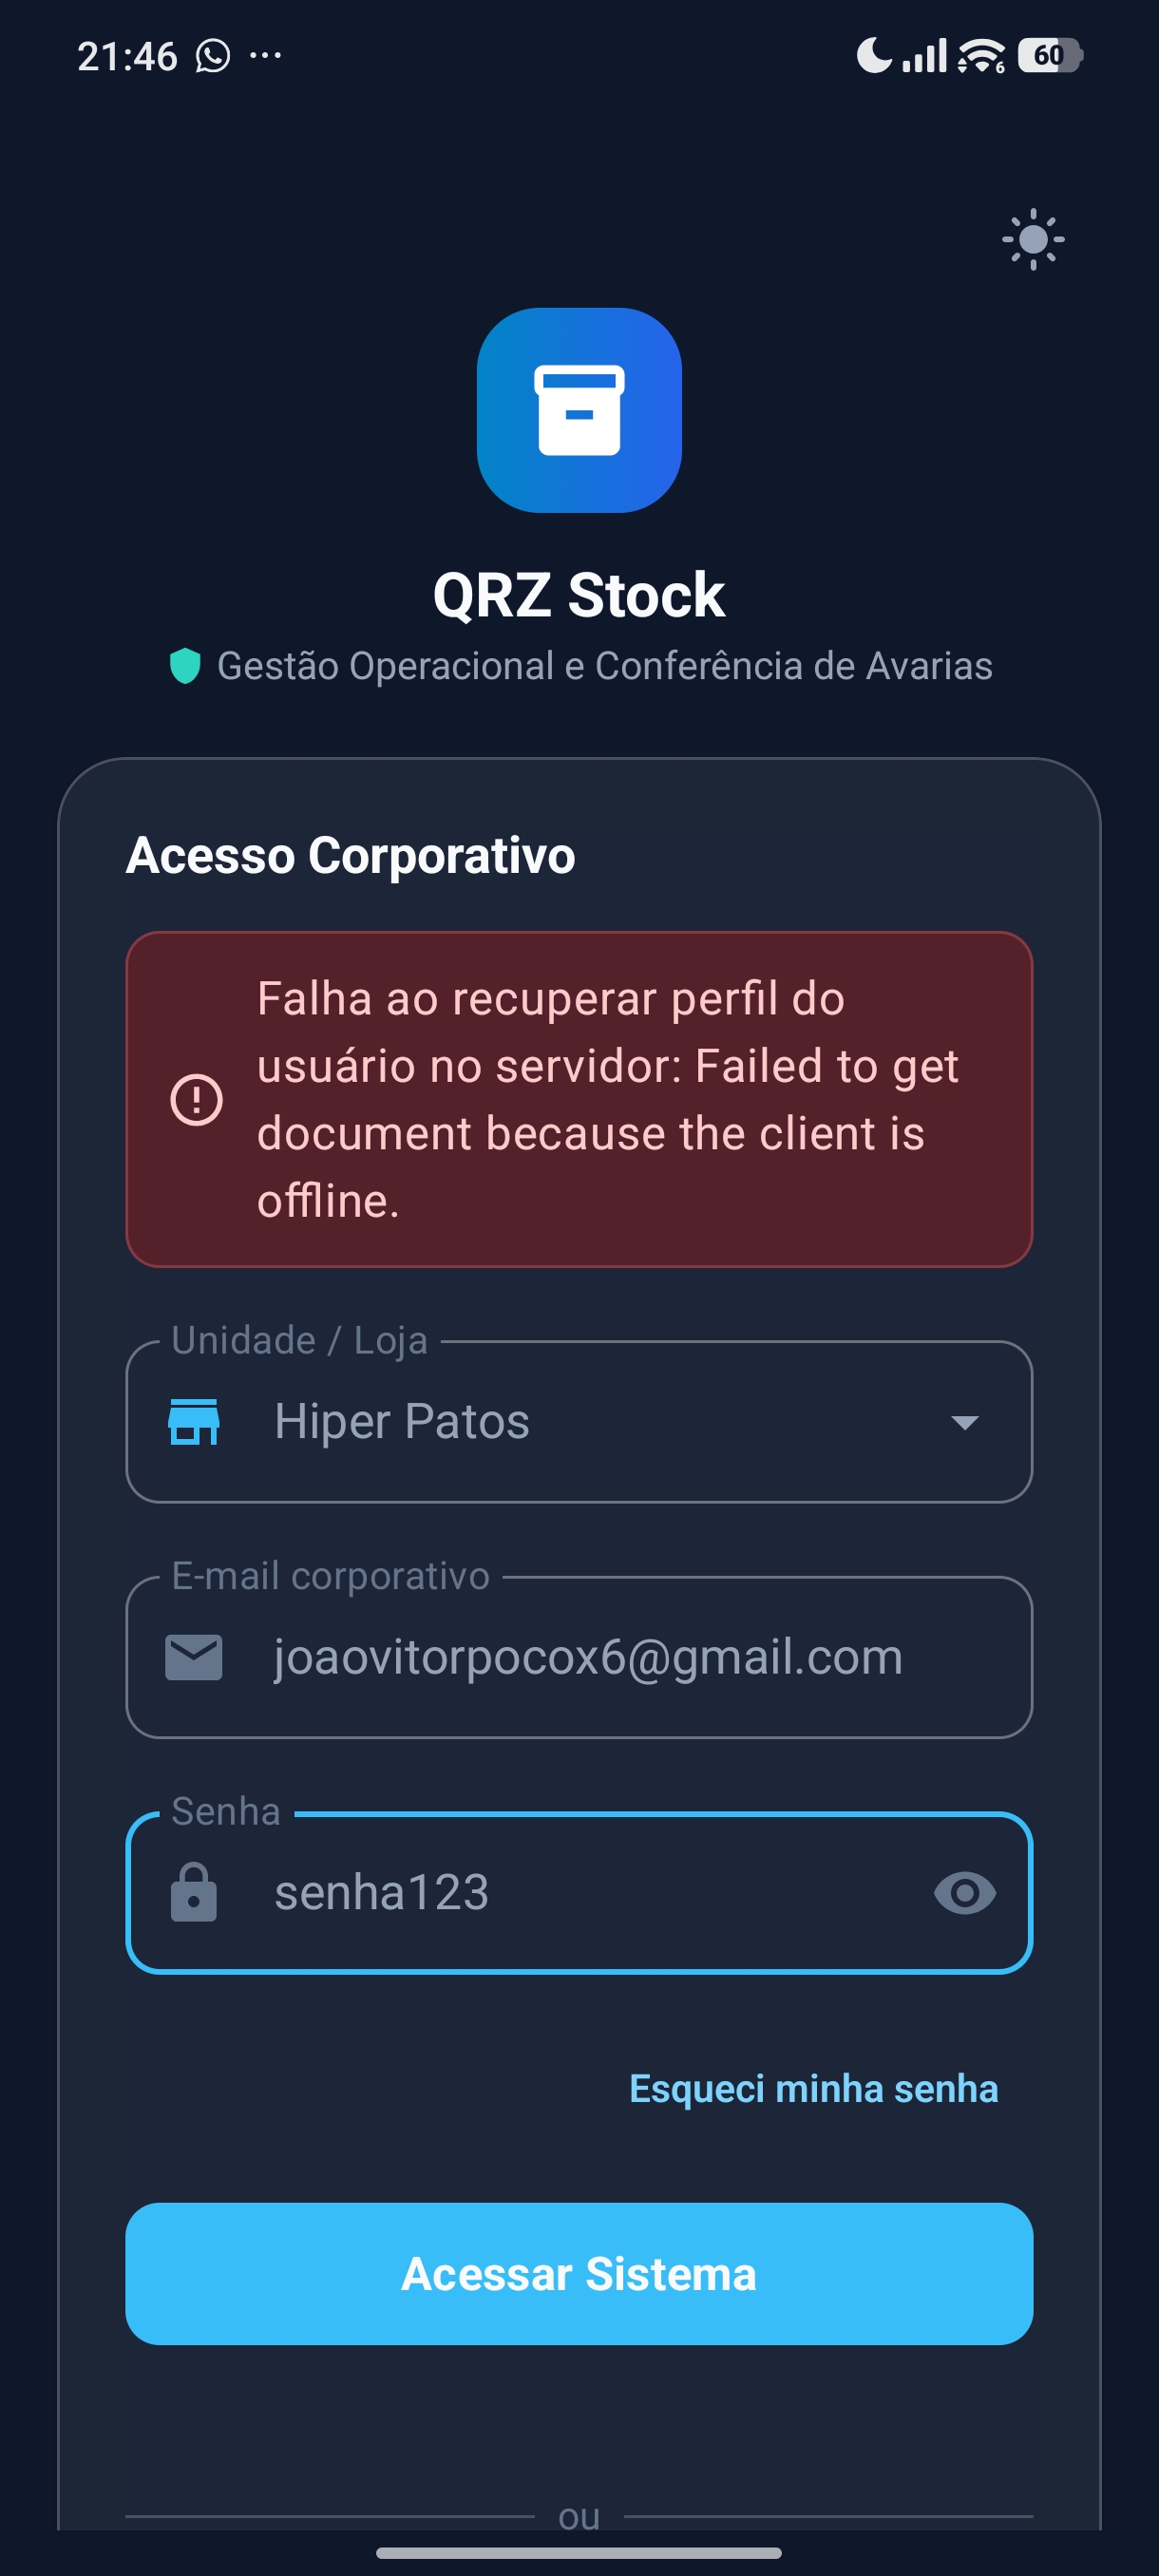 21:46
60
6
QRZ Stock
Gestão Operacional e Conferência de Avarias
Acesso Corporativo
Falha ao recuperar perfil do
usuário no servidor: Failed to get
document because the client is
offline.
Unidade / Loja
Hiper Patos
E-mail corporativo
joaovitorpocox6@gmail.com
Senha
senha123
Esqueci minha senha
Acessar Sistema
ou